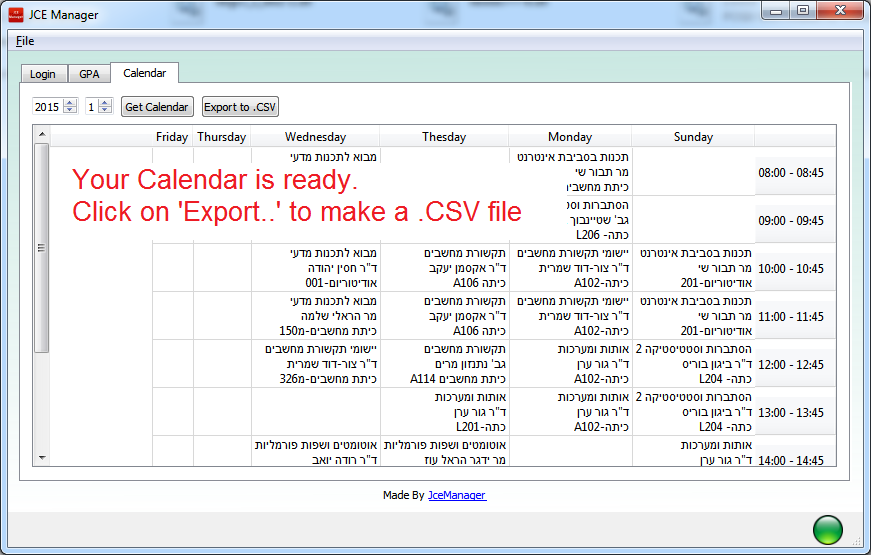 JCE Manager
File
Login
GPA
Calendar
2015
1
Get Calendar
Export to .CSV
Friday
Thursday
Wednesday
Thesday
Monday
Sunday
Your Calendar is ready.
Click on 'Export..' to make a .CSV file
מבוא לתכנות מדעי
תכנות בסביבת אינטרנט
מר תבור שי
כיתת מחשבים
08:00 - 08:45
הסתברות וסטט
גב' שטיינבוך
כתה- L206
09:00 - 09:45
מבוא לתכנות מדעי
ד"ר חסין יהודה
אודיטוריום-001
תקשורת מחשבים
ד"ר אקסמן יעקב
כיתה A106
יישומי תקשורת מחשבים
ד"ר צור-דוד שמרית
כיתה-A102
תכנות בסביבת אינטרנט
מר תבור שי
אודיטוריום-201
10:00 - 10:45
מבוא לתכנות מדעי
מר הראלי שלמה
כיתת מחשבים-מ150
תקשורת מחשבים
ד"ר אקסמן יעקב
כיתה A106
יישומי תקשורת מחשבים
ד"ר צור-דוד שמרית
כיתה-A102
תכנות בסביבת אינטרנט
מר תבור שי
אודיטוריום-201
11:00 - 11:45
יישומי תקשורת מחשבים
ד"ר צור-דוד שמרית
כיתת מחשבים-מ326
תקשורת מחשבים
גב' נתנזון מרים
כיתת מחשבים A114
אותות ומערכות
ד"ר גור ערן
כיתה-A102
הסתברות וסטטיסטיקה 2
ד"ר ביגון בוריס
כתה- L204
12:00 - 12:45
אותות ומערכות
ד"ר גור ערן
כתה-L201
אותות ומערכות
ד"ר גור ערן
כיתה-A102
הסתברות וסטטיסטיקה 2
ד"ר ביגון בוריס
כתה- L204
13:00 - 13:45
אוטומטים ושפות פורמליות
ד"ר רודה יואב
אוטומטים ושפות פורמליות
מר ידגר הראל עוז
אותות ומערכות
ד"ר גור ערן
14:00 - 14:45
Made By JceManager